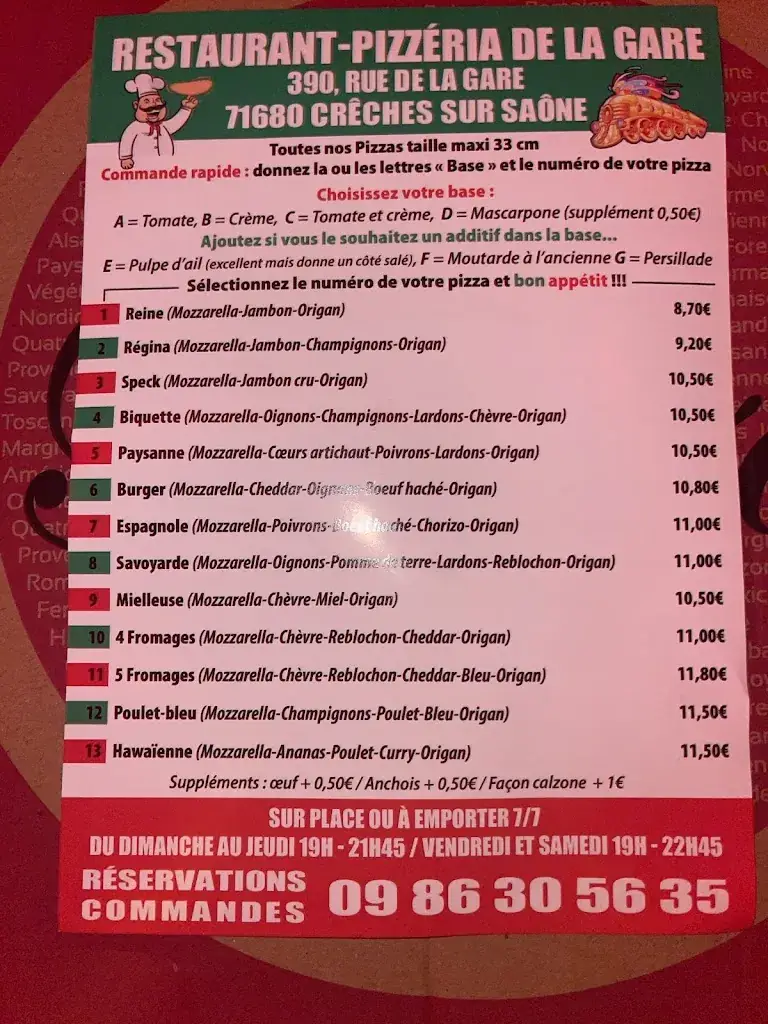 RESTAURANT-PIZZÉRIA DE LA GARE
390, RUE DE LA GARE
71680 CRÊCHES SUR SAÔNE
Toutes nos Pizzas taille maxi 33 cm
Commande rapide : donnez la ou les lettres « Base » et le numéro de votre pizza
Choisissez votre base :
A = Tomate, B = Crème, C = Tomate et crème, D = Mascarpone (supplément 0,50€)
Ajoutez si vous le souhaitez un additif dans la base...
E = Pulpe d'ail (excellent mais donne un côté salé), F = Moutarde à l'ancienne G = Persillade
Sélectionnez le numéro de votre pizza et bon appétit !!!
1 Reine (Mozzarella-Jambon-Origan) 8,70€
2 Régina (Mozzarella-Jambon-Champignons-Origan) 9,20€
3 Speck (Mozzarella-Jambon cru-Origan) 10,50€
4 Biquette (Mozzarella-Oignons-Champignons-Lardons-Chèvre-Origan) 10,50€
5 Paysanne (Mozzarella-Cœurs artichaut-Poivrons-Lardons-Origan) 10,50€
6 Burger (Mozzarella-Cheddar-Oignons-Boeuf haché-Origan) 10,80€
7 Espagnole (Mozzarella-Poivrons-Boeuf haché-Chorizo-Origan) 11,00€
8 Savoyarde (Mozzarella-Oignons-Pomme de terre-Lardons-Reblochon-Origan) 11,00€
9 Mielleuse (Mozzarella-Chèvre-Miel-Origan) 10,50€
10 4 Fromages (Mozzarella-Chèvre-Reblochon-Cheddar-Origan) 11,00€
11 5 Fromages (Mozzarella-Chèvre-Reblochon-Cheddar-Bleu-Origan) 11,80€
12 Poulet-bleu (Mozzarella-Champignons-Poulet-Bleu-Origan) 11,50€
13 Hawaïenne (Mozzarella-Ananas-Poulet-Curry-Origan) 11,50€
Suppléments : œuf + 0,50€ / Anchois + 0,50€ / Façon calzone + 1€
SUR PLACE OU À EMPORTER 7/7
DU DIMANCHE AU JEUDI 19H - 21H45 / VENDREDI ET SAMEDI 19H - 22H45
RÉSERVATIONS
COMMANDES
09 86 30 56 35